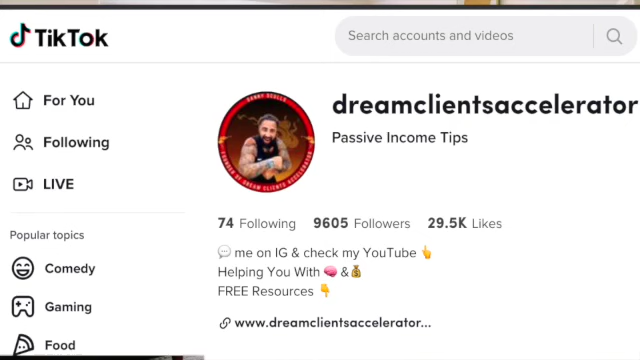 TikTok
Search accounts and videos
For You
Following
LIVE
Popular topics
Comedy
Gaming
Food
dreamclientsaccelerator
Passive Income Tips
74 Following 9605 Followers 29.5K Likes
💬 me on IG & check my YouTube 👆
Helping You With 🧠 &💰
FREE Resources 👇
www.dreamclientsaccelerator...